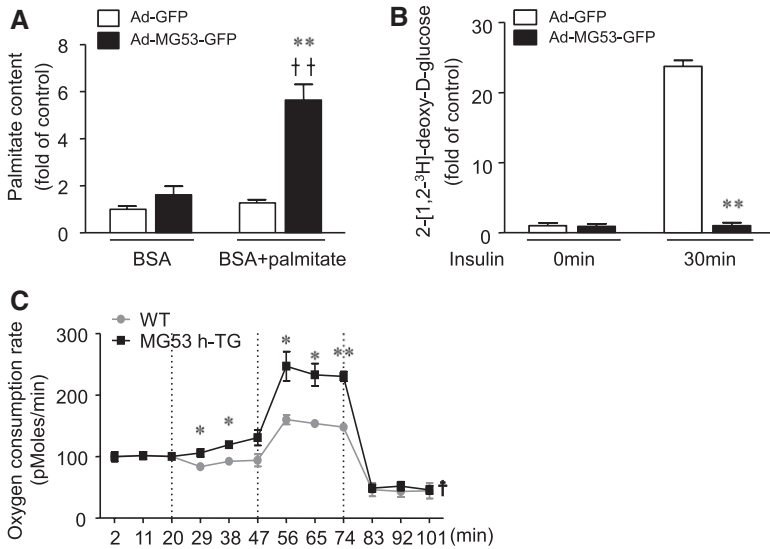 A
Ad-GFP
Ad-MG53-GFP
Palmitate content
(fold of control)
8
6
4
2
0
**
††
BSA
BSA+palmitate
B
Ad-GFP
Ad-MG53-GFP
2-[1,2-³H]-deoxy-D-glucose
(fold of control)
30
20
10
0
**
Insulin
0min
30min
C
WT
MG53 h-TG
Oxygen consumption rate
(pMoles/min)
300
200
100
0
*
*
*
*
**
†
2 11 20 29 38 47 56 65 74 83 92 101 (min)